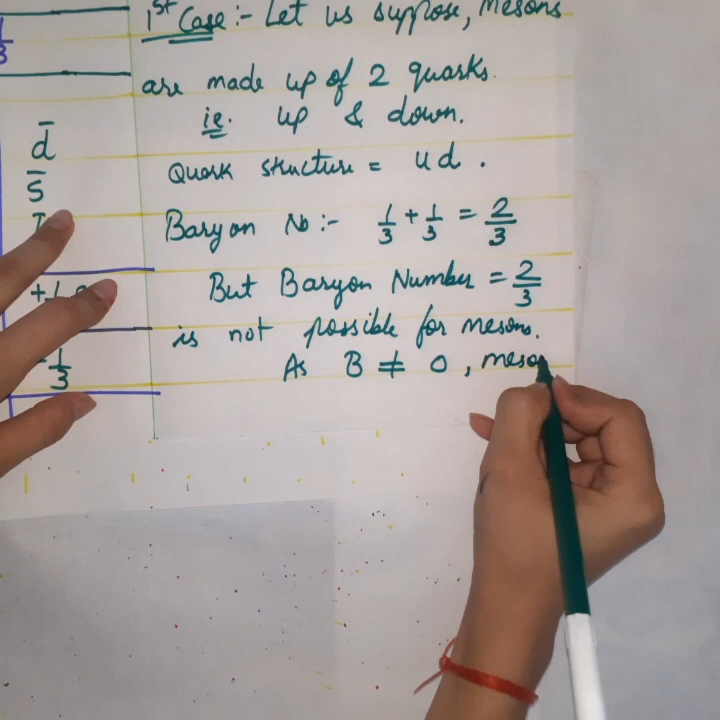 1st Case :- Let us suppose, Mesons
are made up of 2 quarks.
ie. up & down.
Quark structure = ud .
Baryon No :- 1/3 + 1/3 = 2/3
But Baryon Number = 2/3
is not possible for mesons.
As B ≠ 0 , meso
d̄
s̄
1/3